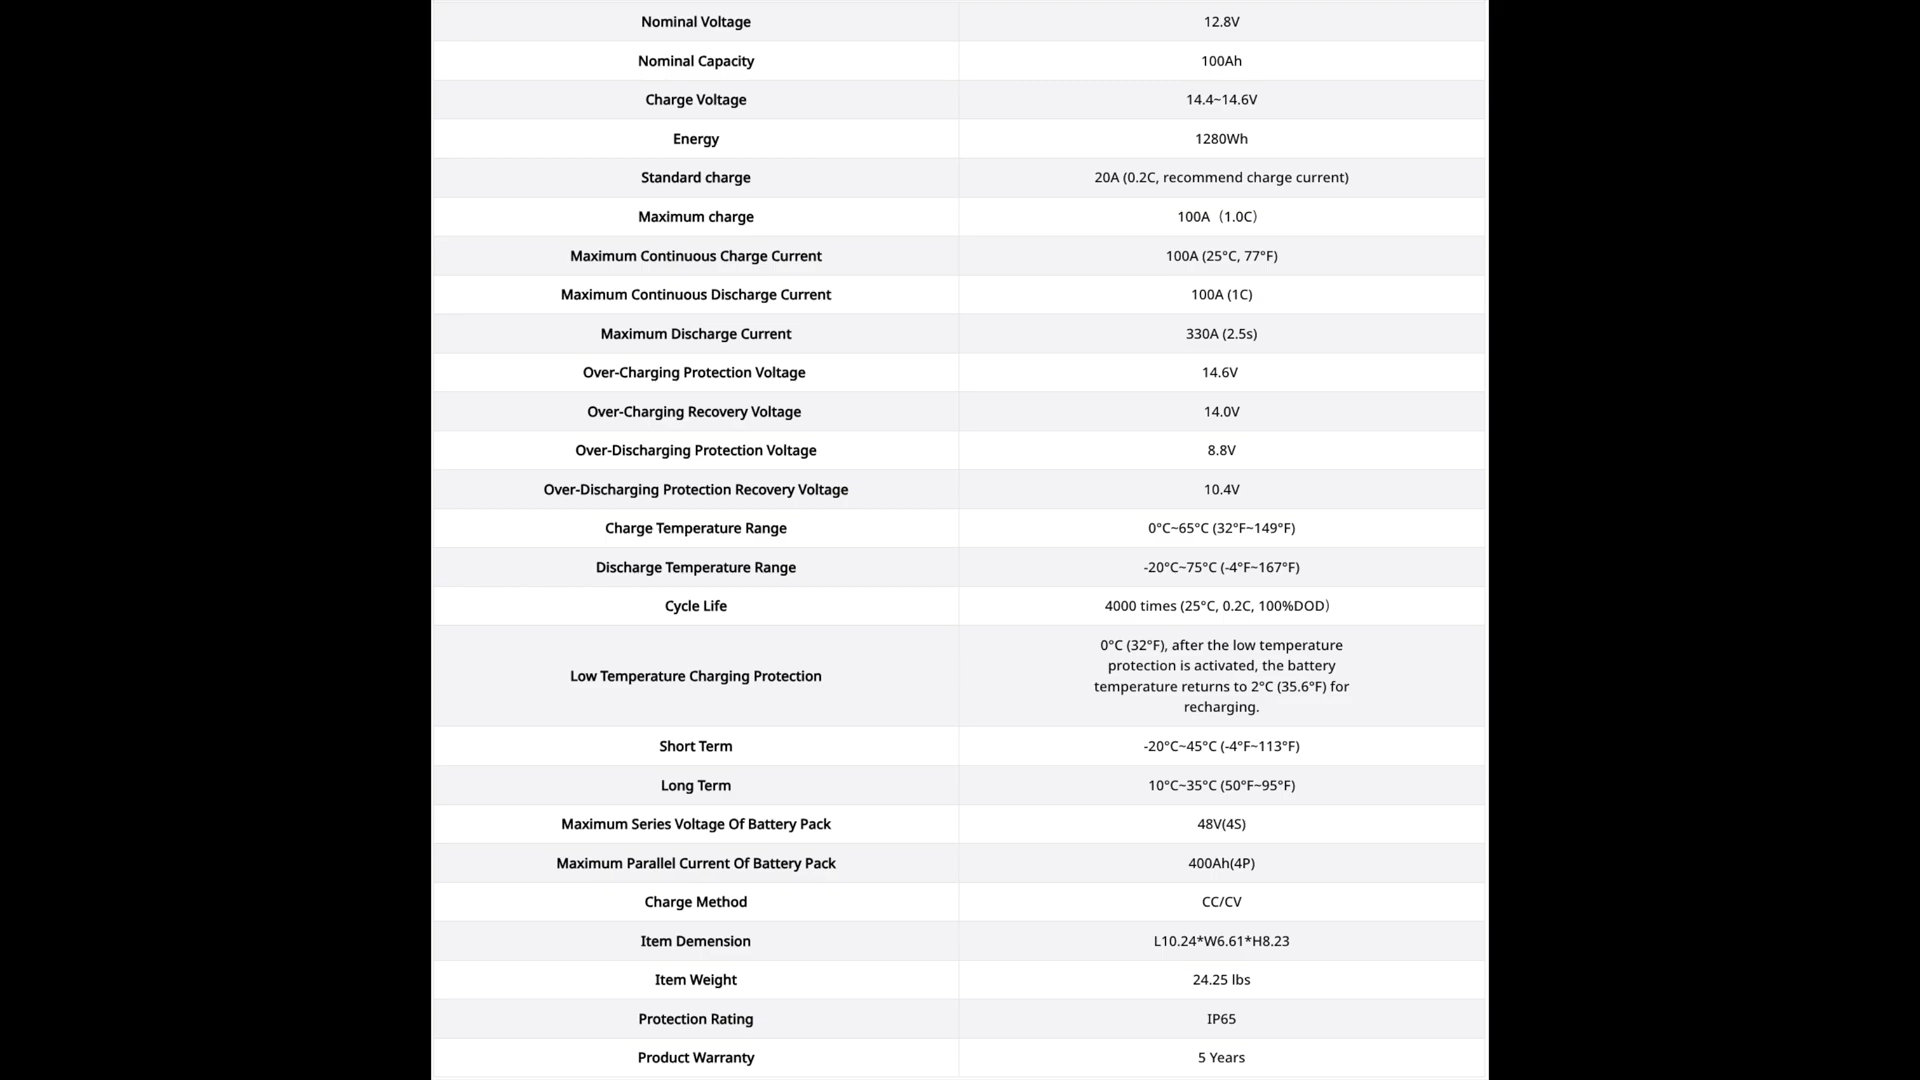 Nominal Voltage 12.8V
Nominal Capacity 100Ah
Charge Voltage 14.4~14.6V
Energy 1280Wh
Standard charge 20A (0.2C, recommend charge current)
Maximum charge 100A（1.0C）
Maximum Continuous Charge Current 100A (25°C, 77°F)
Maximum Continuous Discharge Current 100A (1C)
Maximum Discharge Current 330A (2.5s)
Over-Charging Protection Voltage 14.6V
Over-Charging Recovery Voltage 14.0V
Over-Discharging Protection Voltage 8.8V
Over-Discharging Protection Recovery Voltage 10.4V
Charge Temperature Range 0°C~65°C (32°F~149°F)
Discharge Temperature Range -20°C~75°C (-4°F~167°F)
Cycle Life 4000 times (25°C, 0.2C, 100%DOD）
Low Temperature Charging Protection
0°C (32°F), after the low temperature
protection is activated, the battery
temperature returns to 2°C (35.6°F) for
recharging.
Short Term -20°C~45°C (-4°F~113°F)
Long Term 10°C~35°C (50°F~95°F)
Maximum Series Voltage Of Battery Pack 48V(4S)
Maximum Parallel Current Of Battery Pack 400Ah(4P)
Charge Method CC/CV
Item Demension L10.24*W6.61*H8.23
Item Weight 24.25 lbs
Protection Rating IP65
Product Warranty 5 Years